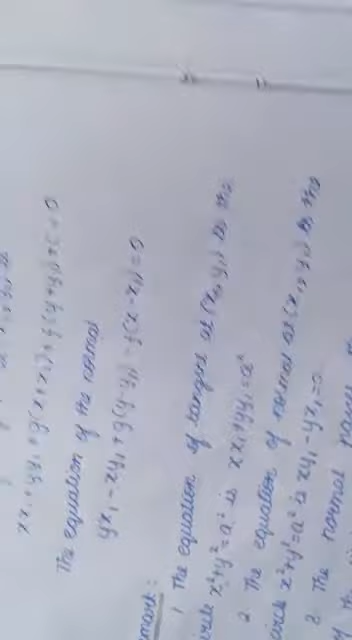 xx₁+yy₁+g(x+x₁)+f(y+y₁)+c=0
The equation of the normal
yx₁-xy₁+g(y-y₁)-f(x-x₁)=0
mark:
1 The equation of tangent at (x₁, y₁) to the
circle x²+y²=a² is xx₁+yy₁=a²
2 The equation of normal at (x₁, y₁) to the
circle x²+y²=a² is xy₁-yx₁=0
3 The normal